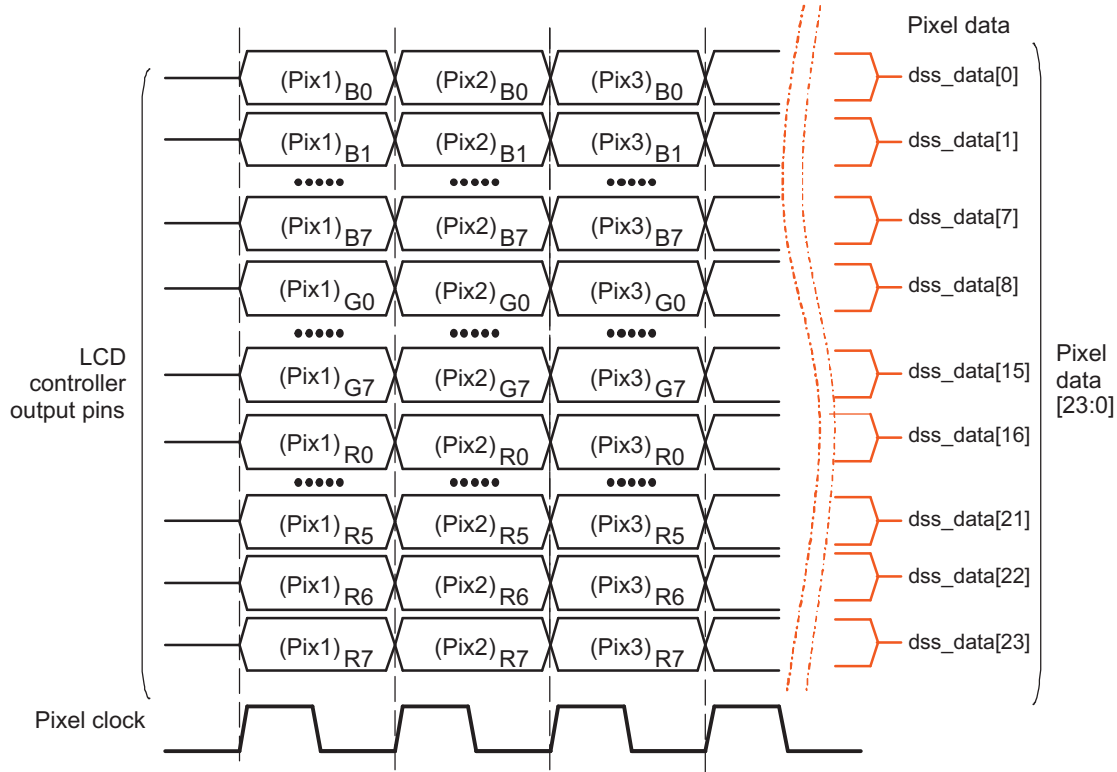 Pixel data
(Pix1)B0 (Pix2)B0 (Pix3)B0 dss_data[0]
(Pix1)B1 (Pix2)B1 (Pix3)B1 dss_data[1]
(Pix1)B7 (Pix2)B7 (Pix3)B7 dss_data[7]
(Pix1)G0 (Pix2)G0 (Pix3)G0 dss_data[8]
LCD
controller
output pins
(Pix1)G7 (Pix2)G7 (Pix3)G7 dss_data[15]
Pixel
data
[23:0]
(Pix1)R0 (Pix2)R0 (Pix3)R0 dss_data[16]
(Pix1)R5 (Pix2)R5 (Pix3)R5 dss_data[21]
(Pix1)R6 (Pix2)R6 (Pix3)R6 dss_data[22]
(Pix1)R7 (Pix2)R7 (Pix3)R7 dss_data[23]
Pixel clock